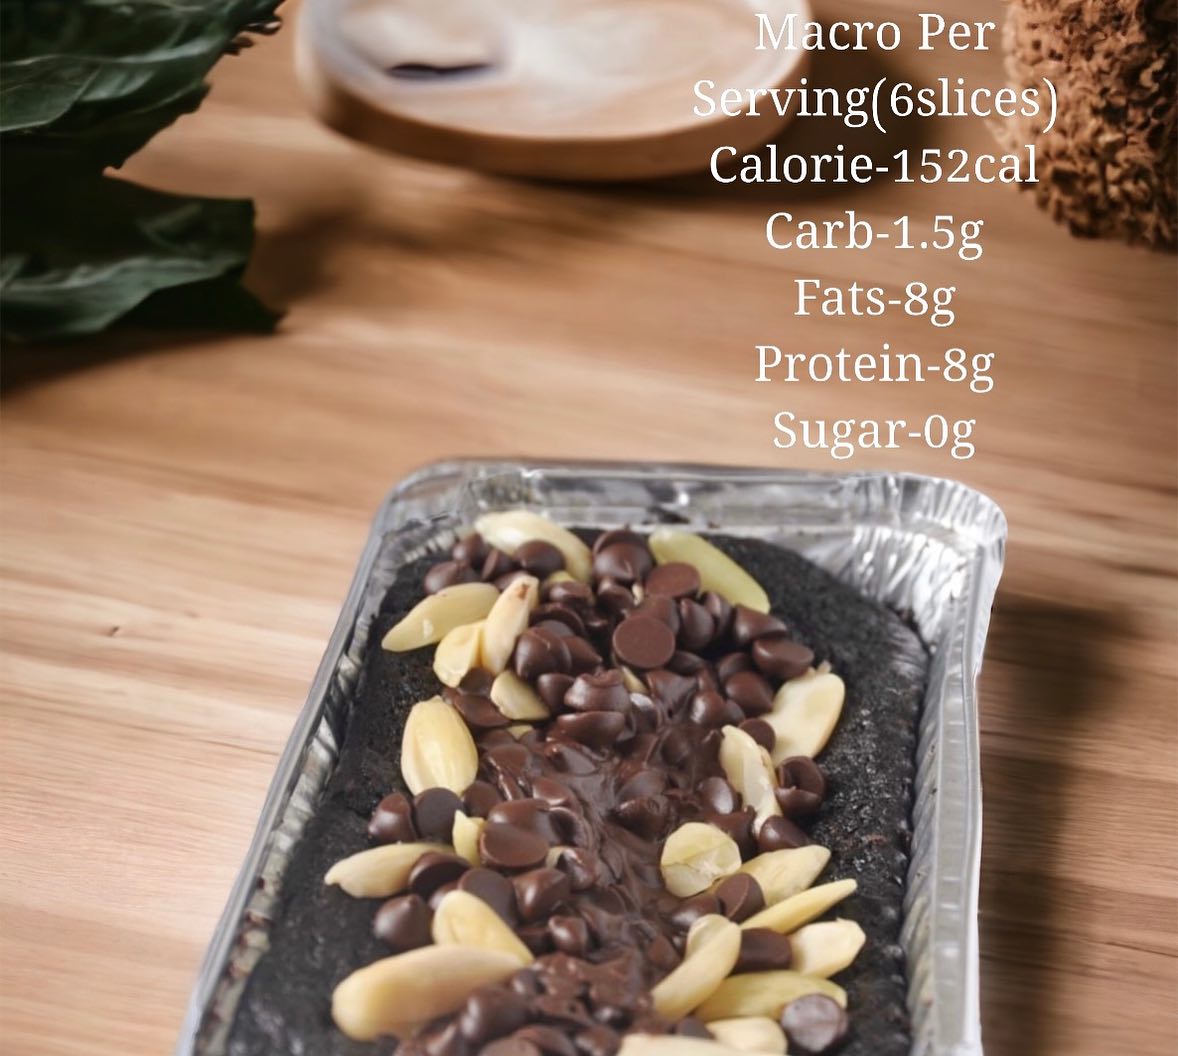 Macro Per
Serving(6slices)
Calorie-152cal
Carb-1.5g
Fats-8g
Protein-8g
Sugar-0g